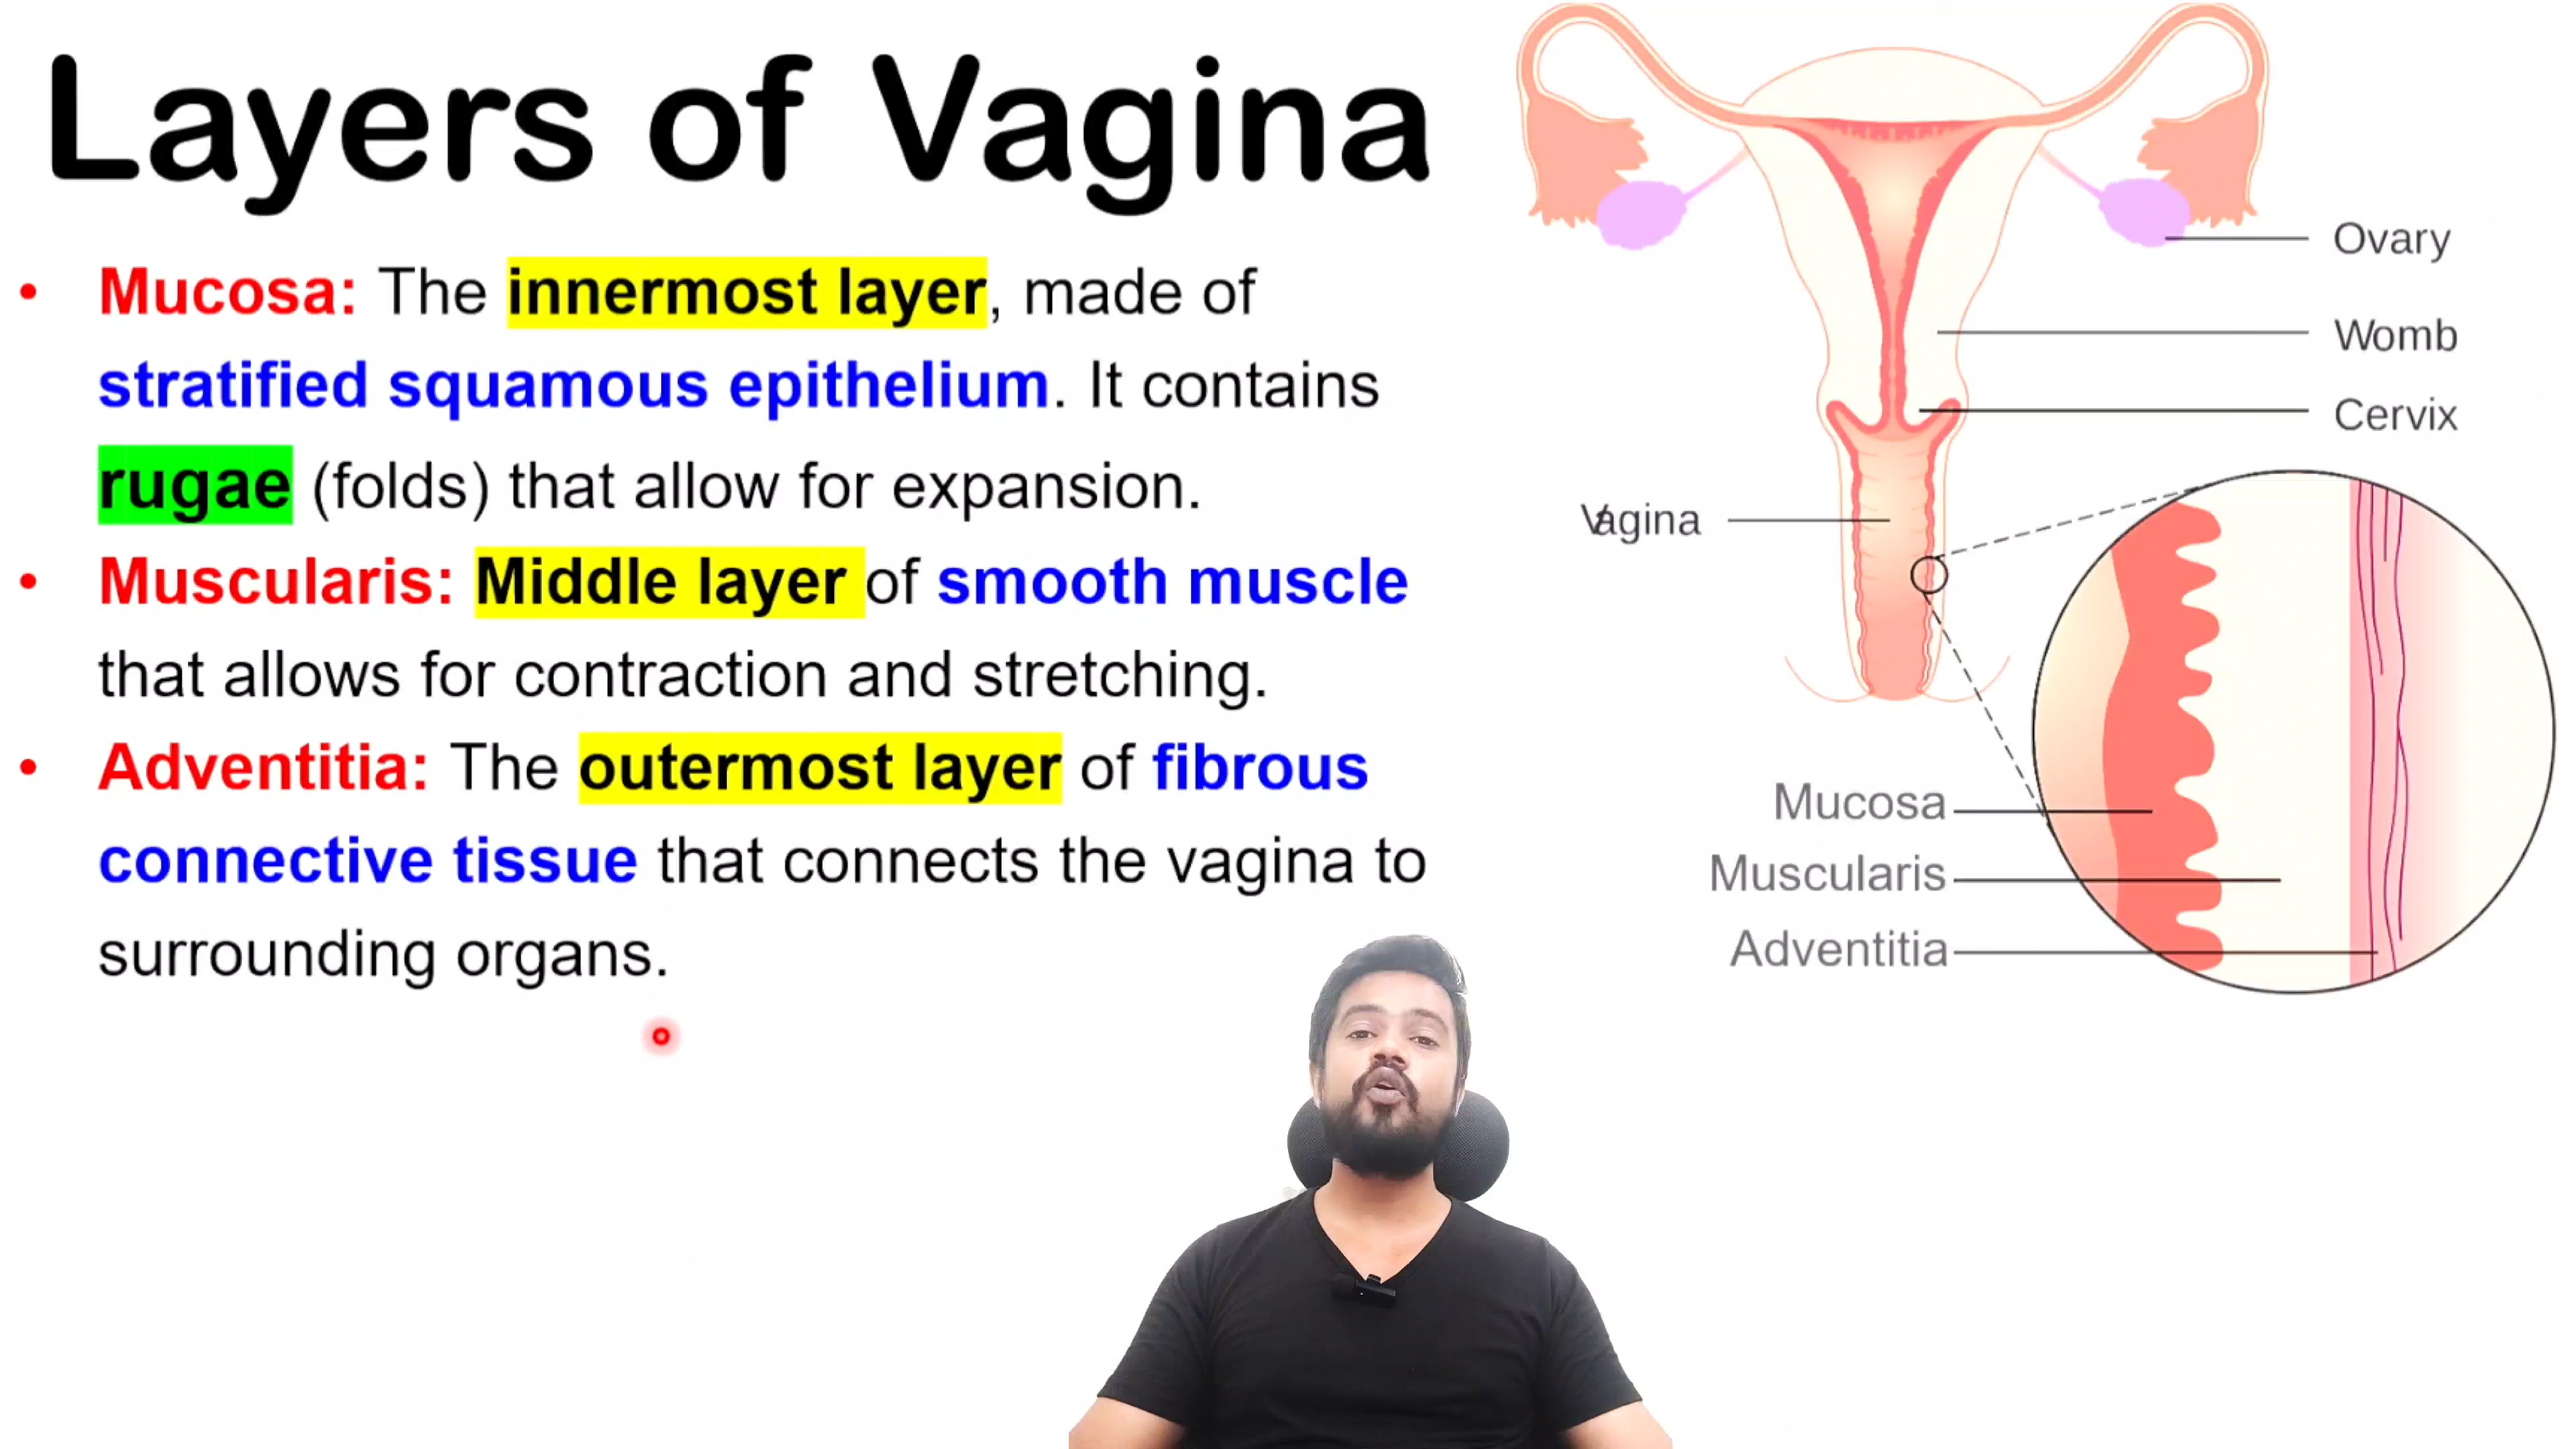 Layers of Vagina
• Mucosa: The innermost layer, made of
stratified squamous epithelium. It contains
rugae (folds) that allow for expansion.
• Muscularis: Middle layer of smooth muscle
that allows for contraction and stretching.
• Adventitia: The outermost layer of fibrous
connective tissue that connects the vagina to
surrounding organs.
Ovary
Womb
Cervix
Vagina
Mucosa
Muscularis
Adventitia